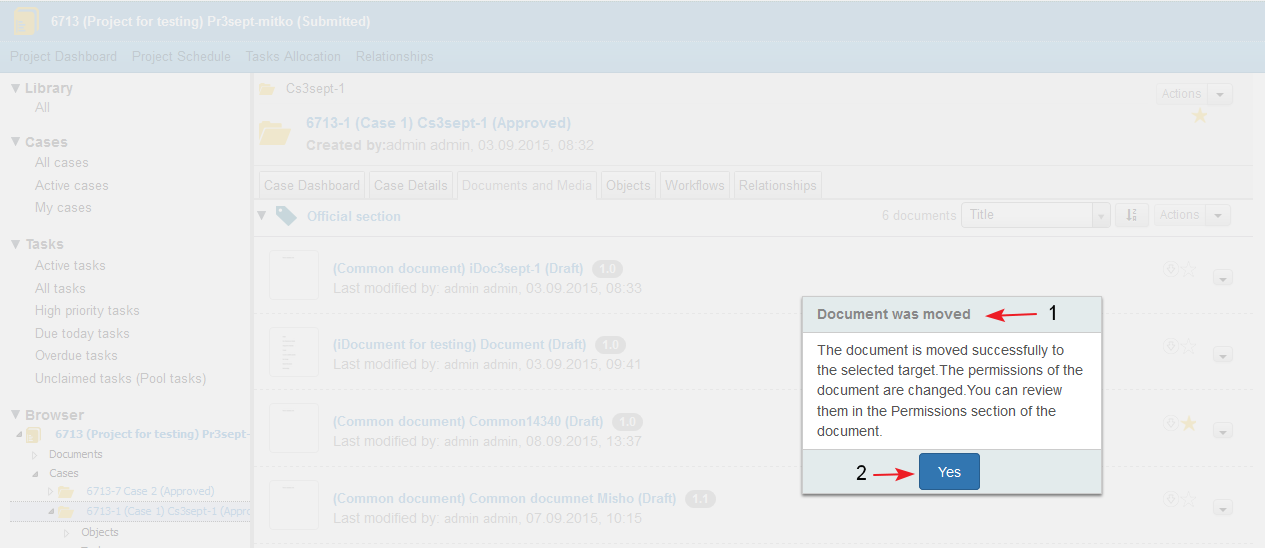 6713 (Project for testing) Pr3sept-mitko (Submitted)
Project Dashboard Project Schedule Tasks Allocation Relationships
Library
All
Cases
All cases
Active cases
My cases
Tasks
Active tasks
All tasks
High priority tasks
Due today tasks
Overdue tasks
Unclaimed tasks (Pool tasks)
Browser
6713 (Project for testing) Pr3sept-
Documents
Cases
6713-7 Case 2 (Approved)
6713-1 (Case 1) Cs3sept-1 (Appro
Objects
Cs3sept-1
Actions
6713-1 (Case 1) Cs3sept-1 (Approved)
Created by:admin admin, 03.09.2015, 08:32
Case Dashboard Case Details Documents and Media Objects Workflows Relationships
Official section
6 documents Title Actions
(Common document) iDoc3sept-1 (Draft) 1.0
Last modified by: admin admin, 03.09.2015, 08:33
0
(iDocument for testing) Document (Draft) 1.0
Last modified by: admin admin, 03.09.2015, 09:41
0
(Common document) Common14340 (Draft) 1.0
Last modified by: admin admin, 08.09.2015, 13:37
0
(Common document) Common documnet Misho (Draft) 1.1
Last modified by: admin admin, 07.09.2015, 10:15
0
Document was moved 1
The document is moved successfully to
the selected target.The permissions of the
document are changed.You can review
them in the Permissions section of the
document.
2 Yes